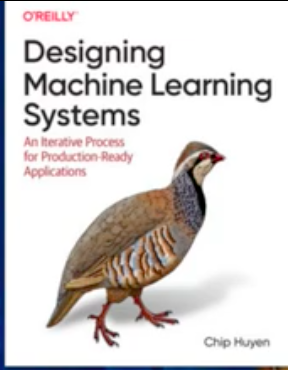 O'REILLY
Designing
Machine Learning
Systems
An Iterative Process
for Production-Ready
Applications
Chip Huyen